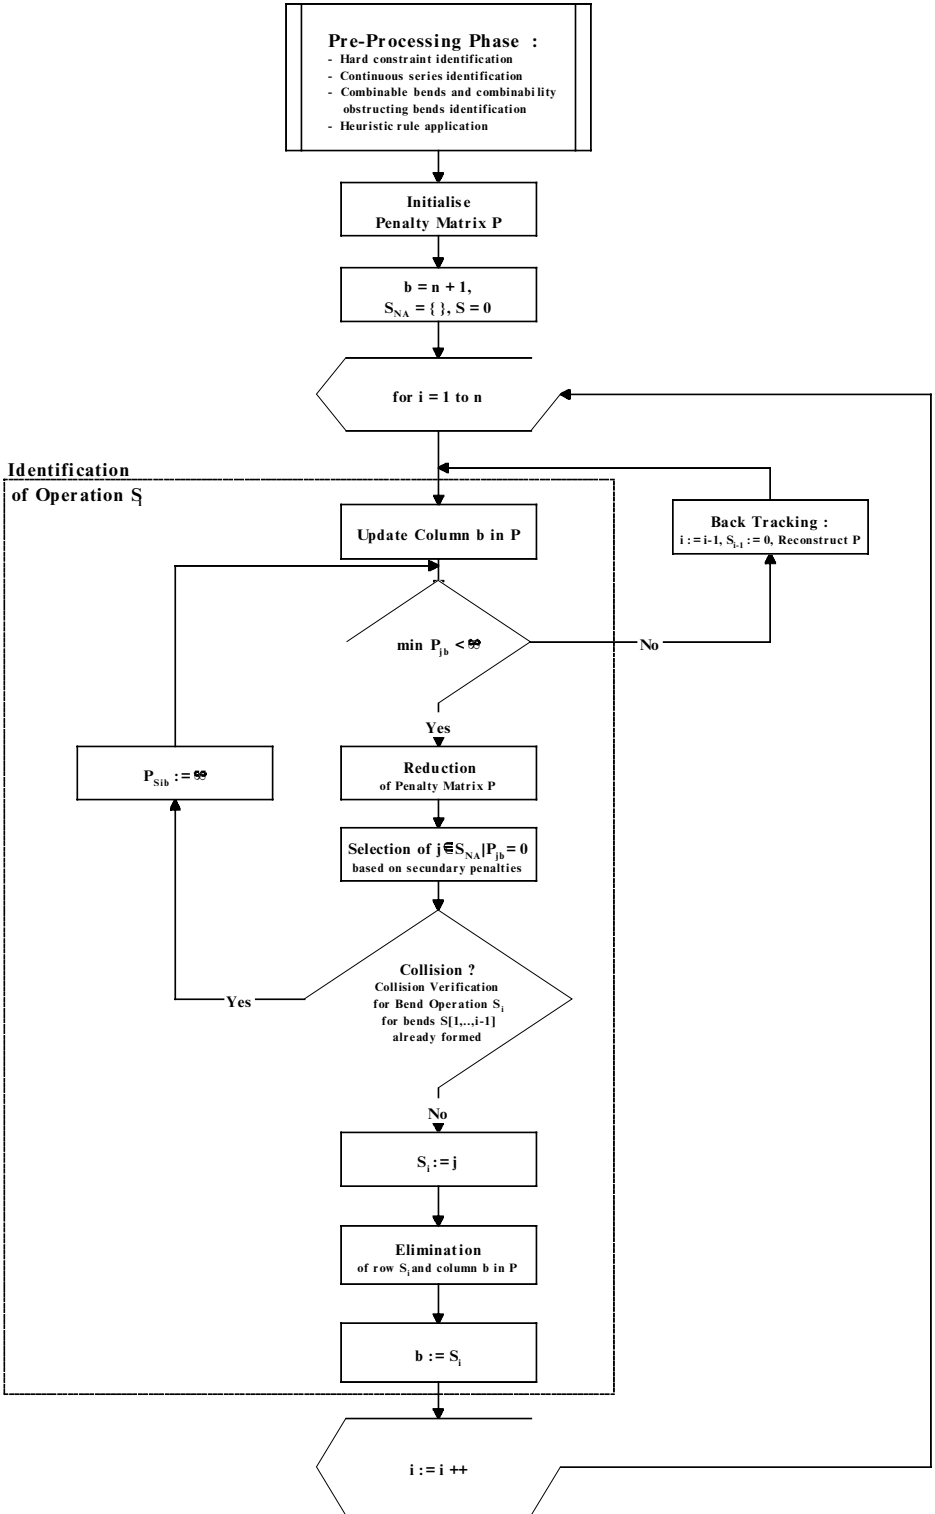 Pre-Processing Phase :
- Hard constraint identification
- Continuous series identification
- Combinable bends and combinability
obstructing bends identification
- Heuristic rule application
Initialise
Penalty Matrix P
b = n + 1,
S_NA = { }, S = 0
for i = 1 to n
Identification
of Operation S_i
Update Column b in P
Back Tracking :
i := i-1, S_i-1 := 0, Reconstruct P
min P_jb < ∞
No
Yes
Reduction
of Penalty Matrix P
P_Sib := ∞
Selection of j∈S_NA|P_jb = 0
based on secundary penalties
Collision ?
Collision Verification
for Bend Operation S_i
for bends S[1,..,i-1]
already formed
Yes
No
S_i := j
Elimination
of row S_i and column b in P
b := S_i
i := i ++